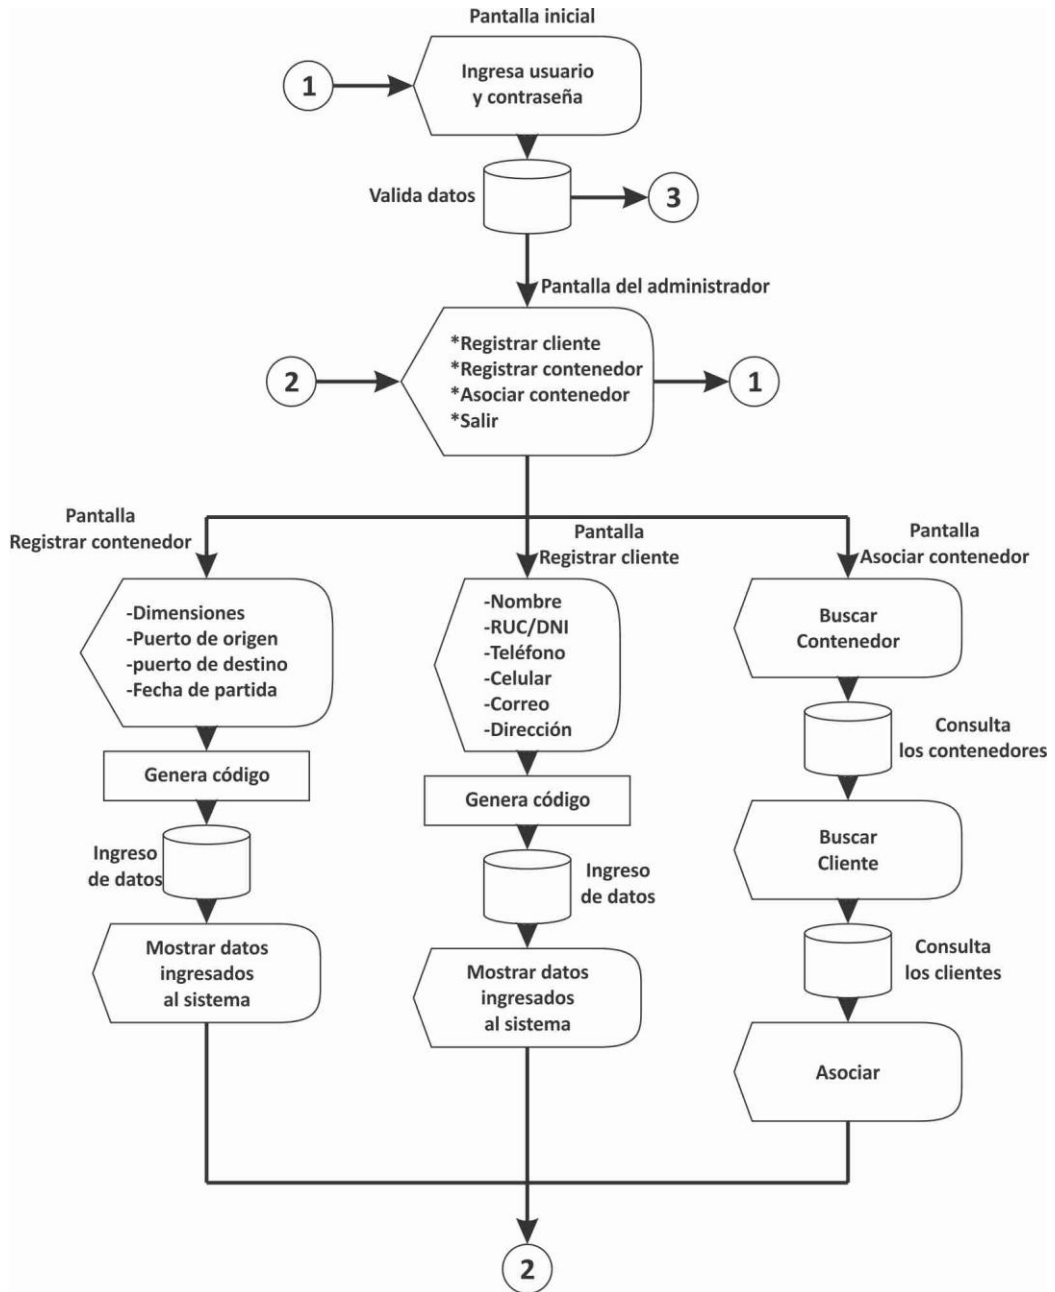 Pantalla inicial
1
Ingresa usuario
y contraseña
Valida datos
3
Pantalla del administrador
2
*Registrar cliente
*Registrar contenedor
*Asociar contenedor
*Salir
1
Pantalla
Registrar contenedor
-Dimensiones
-Puerto de origen
-puerto de destino
-Fecha de partida
Genera código
Ingreso
de datos
Mostrar datos
ingresados
al sistema
Pantalla
Registrar cliente
-Nombre
-RUC/DNI
-Teléfono
-Celular
-Correo
-Dirección
Genera código
Ingreso
de datos
Mostrar datos
ingresados
al sistema
Pantalla
Asociar contenedor
Buscar
Contenedor
Consulta
los contenedores
Buscar
Cliente
Consulta
los clientes
Asociar
2